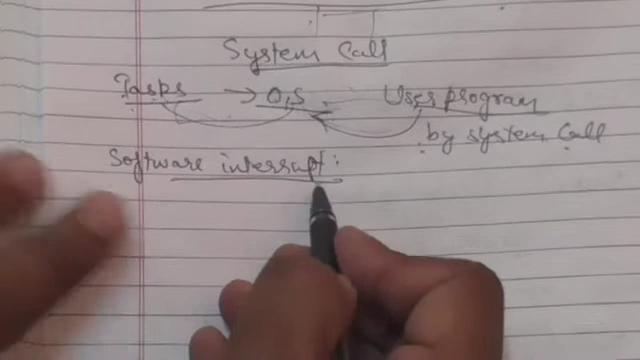 System Call
Tasks → O.S User program
by system call
Software interrupt: